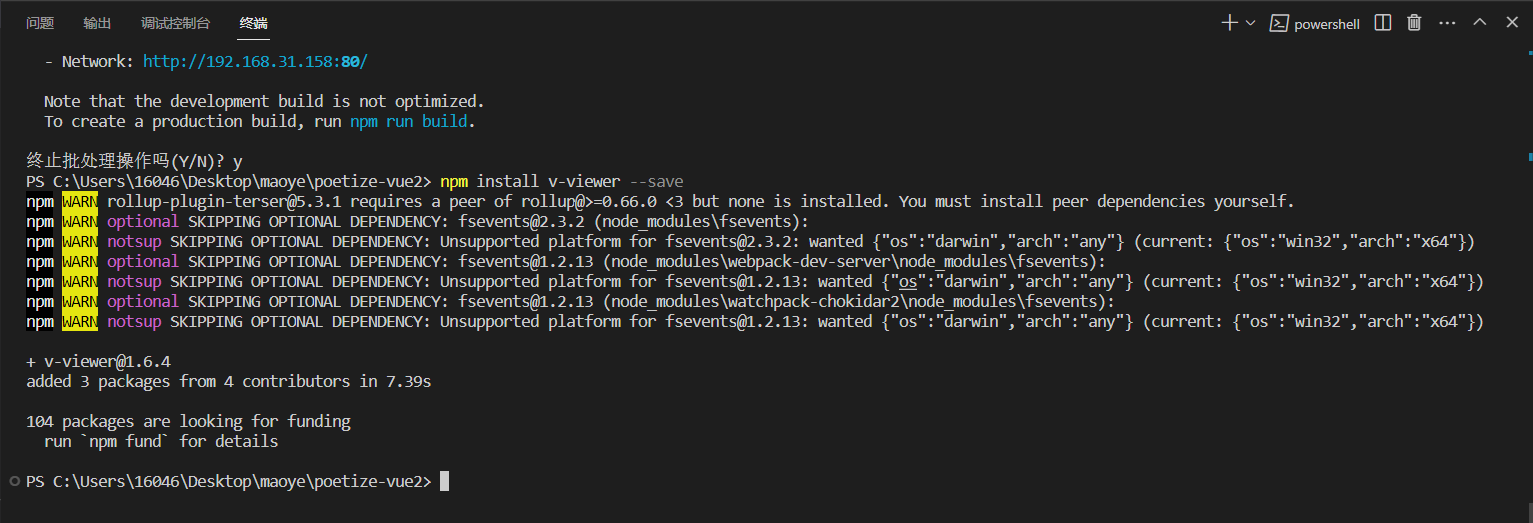 问题 输出 调试控制台 终端 powershell
- Network: http://192.168.31.158:80/
Note that the development build is not optimized.
To create a production build, run npm run build.
终止批处理操作吗(Y/N)? y
PS C:\Users\16046\Desktop\maoye\poetize-vue2> npm install v-viewer --save
npm WARN rollup-plugin-terser@5.3.1 requires a peer of rollup@>=0.66.0 <3 but none is installed. You must install peer dependencies yourself.
npm WARN optional SKIPPING OPTIONAL DEPENDENCY: fsevents@2.3.2 (node_modules\fsevents):
npm WARN notsup SKIPPING OPTIONAL DEPENDENCY: Unsupported platform for fsevents@2.3.2: wanted {"os":"darwin","arch":"any"} (current: {"os":"win32","arch":"x64"})
npm WARN optional SKIPPING OPTIONAL DEPENDENCY: fsevents@1.2.13 (node_modules\webpack-dev-server\node_modules\fsevents):
npm WARN notsup SKIPPING OPTIONAL DEPENDENCY: Unsupported platform for fsevents@1.2.13: wanted {"os":"darwin","arch":"any"} (current: {"os":"win32","arch":"x64"})
npm WARN optional SKIPPING OPTIONAL DEPENDENCY: fsevents@1.2.13 (node_modules\watchpack-chokidar2\node_modules\fsevents):
npm WARN notsup SKIPPING OPTIONAL DEPENDENCY: Unsupported platform for fsevents@1.2.13: wanted {"os":"darwin","arch":"any"} (current: {"os":"win32","arch":"x64"})
+ v-viewer@1.6.4
added 3 packages from 4 contributors in 7.39s
104 packages are looking for funding
run `npm fund` for details
PS C:\Users\16046\Desktop\maoye\poetize-vue2>